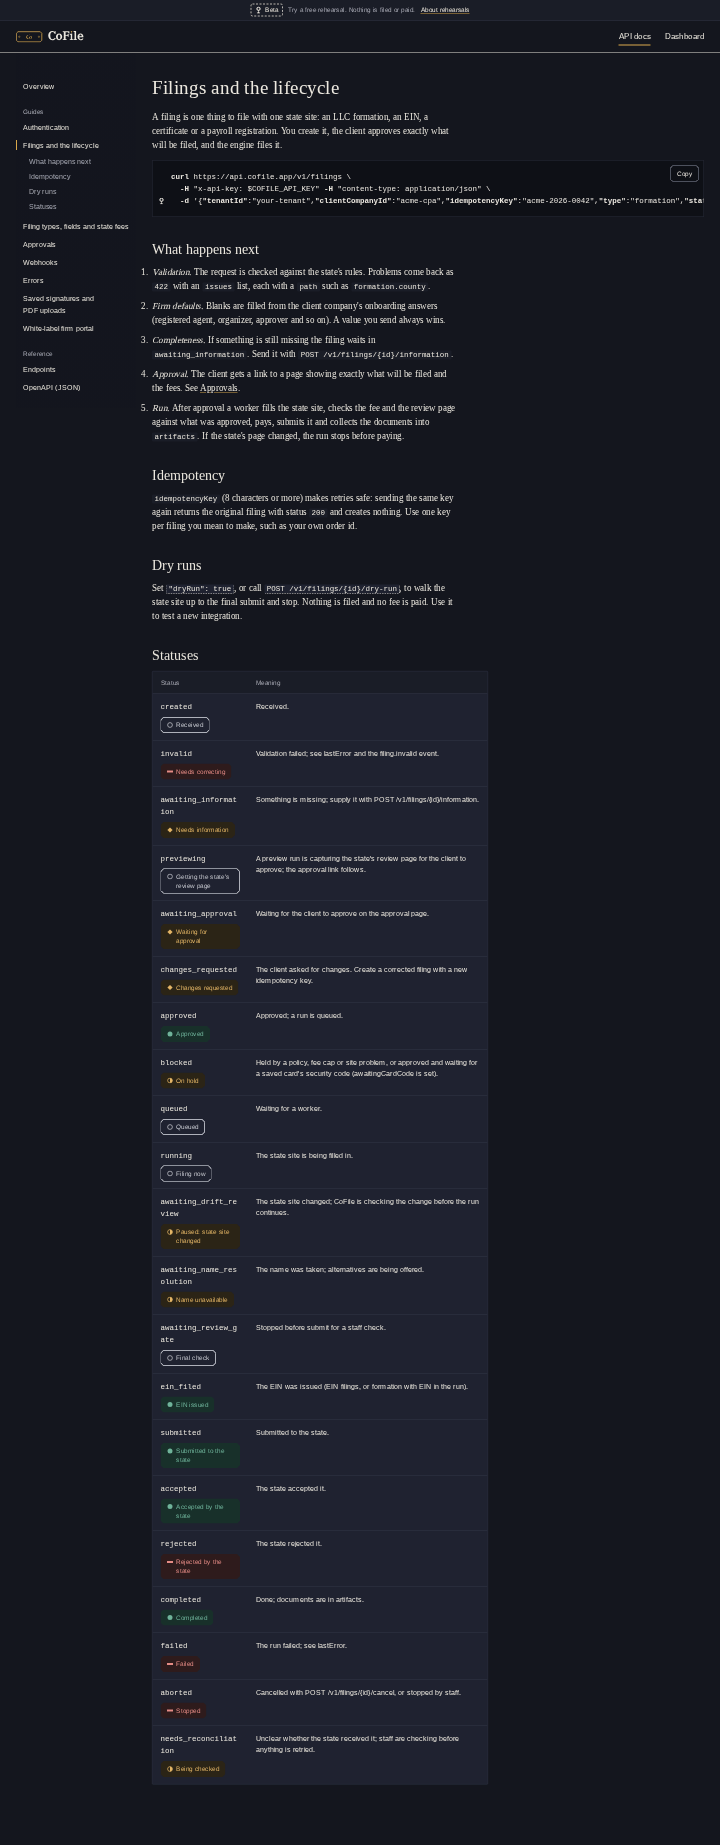 Beta Try a free rehearsal. Nothing is filed or paid. About rehearsals
Co CoFile
API docs Dashboard
Overview
Guides
Authentication
Filings and the lifecycle
What happens next
Idempotency
Dry runs
Statuses
Filing types, fields and state fees
Approvals
Webhooks
Errors
Saved signatures and
PDF uploads
White-label firm portal
Reference
Endpoints
OpenAPI (JSON)
Filings and the lifecycle
A filing is one thing to file with one state site: an LLC formation, an EIN, a
certificate or a payroll registration. You create it, the client approves exactly what
will be filed, and the engine files it.
Copy
curl https://api.cofile.app/v1/filings \
-H "x-api-key: $COFILE_API_KEY" -H "content-type: application/json" \
-d '{"tenantId":"your-tenant","clientCompanyId":"acme-cpa","idempotencyKey":"acme-2026-0042","type":"formation","stat
What happens next
1. Validation. The request is checked against the state's rules. Problems come back as
422 with an issues list, each with a path such as formation.county.
2. Firm defaults. Blanks are filled from the client company's onboarding answers
(registered agent, organizer, approver and so on). A value you send always wins.
3. Completeness. If something is still missing the filing waits in
awaiting_information. Send it with POST /v1/filings/{id}/information.
4. Approval. The client gets a link to a page showing exactly what will be filed and
the fees. See Approvals.
5. Run. After approval a worker fills the state site, checks the fee and the review page
against what was approved, pays, submits it and collects the documents into
artifacts. If the state's page changed, the run stops before paying.
Idempotency
idempotencyKey (8 characters or more) makes retries safe: sending the same key
again returns the original filing with status 200 and creates nothing. Use one key
per filing you mean to make, such as your own order id.
Dry runs
Set "dryRun": true, or call POST /v1/filings/{id}/dry-run, to walk the
state site up to the final submit and stop. Nothing is filed and no fee is paid. Use it
to test a new integration.
Statuses
Status Meaning
created Received.
Received
invalid Validation failed; see lastError and the filing.invalid event.
Needs correcting
awaiting_informat Something is missing; supply it with POST /v1/filings/{id}/information.
ion
Needs information
previewing A preview run is capturing the state's review page for the client to
approve; the approval link follows.
Getting the state's
review page
awaiting_approval Waiting for the client to approve on the approval page.
Waiting for
approval
changes_requested The client asked for changes. Create a corrected filing with a new
idempotency key.
Changes requested
approved Approved; a run is queued.
Approved
blocked Held by a policy, fee cap or site problem, or approved and waiting for
a saved card's security code (awaitingCardCode is set).
On hold
queued Waiting for a worker.
Queued
running The state site is being filled in.
Filing now
awaiting_drift_re The state site changed; CoFile is checking the change before the run
view continues.
Paused: state site
changed
awaiting_name_res The name was taken; alternatives are being offered.
olution
Name unavailable
awaiting_review_g Stopped before submit for a staff check.
ate
Final check
ein_filed The EIN was issued (EIN filings, or formation with EIN in the run).
EIN issued
submitted Submitted to the state.
Submitted to the
state
accepted The state accepted it.
Accepted by the
state
rejected The state rejected it.
Rejected by the
state
completed Done; documents are in artifacts.
Completed
failed The run failed; see lastError.
Failed
aborted Cancelled with POST /v1/filings/{id}/cancel, or stopped by staff.
Stopped
needs_reconciliat Unclear whether the state received it; staff are checking before
ion anything is retried.
Being checked